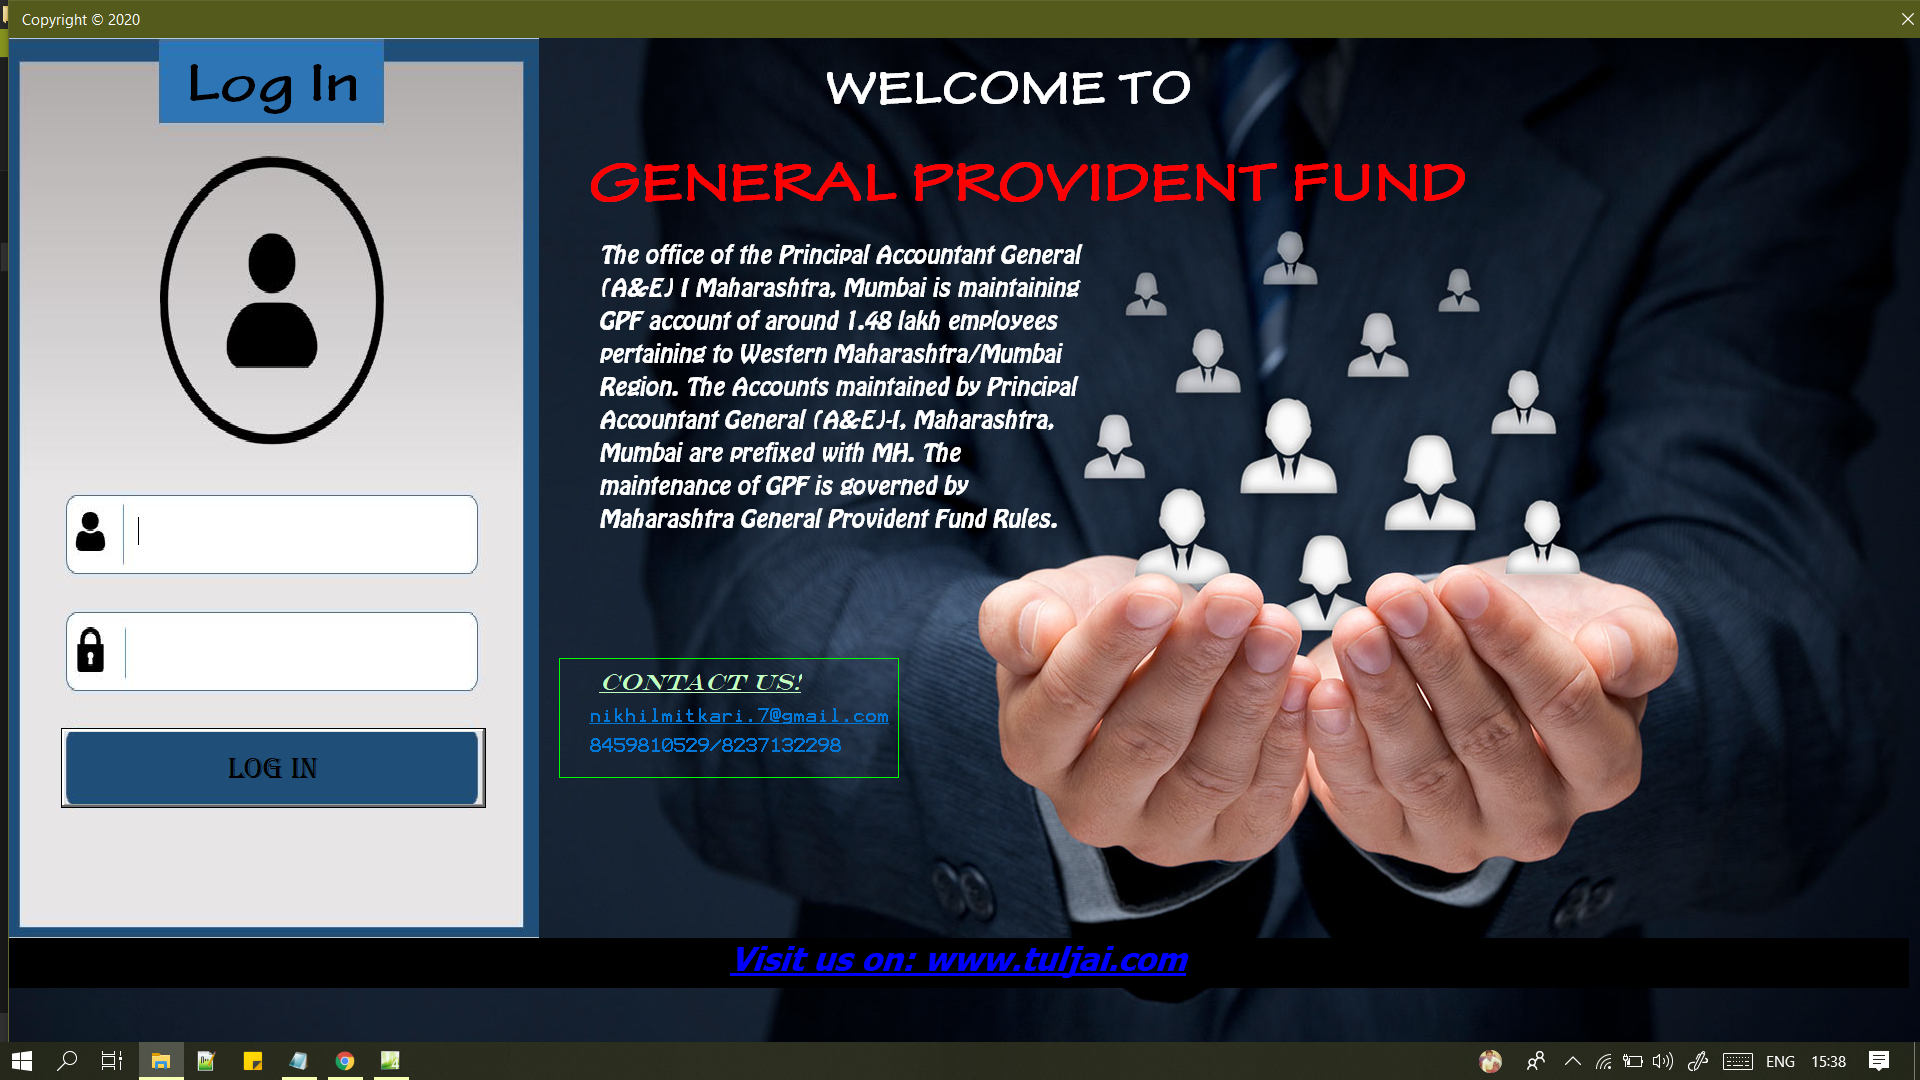 Copyright © 2020
Log In
LOG IN
WELCOME TO
GENERAL PROVIDENT FUND
The office of the Principal Accountant General
(A&E) I Maharashtra, Mumbai is maintaining
GPF account of around 1.48 lakh employees
pertaining to Western Maharashtra/Mumbai
Region. The Accounts maintained by Principal
Accountant General (A&E)-I, Maharashtra,
Mumbai are prefixed with MH. The
maintenance of GPF is governed by
Maharashtra General Provident Fund Rules.
CONTACT US!
nikhilmitkari.7@gmail.com
8459810529/8237132298
Visit us on: www.tuljai.com
ENG
15:38